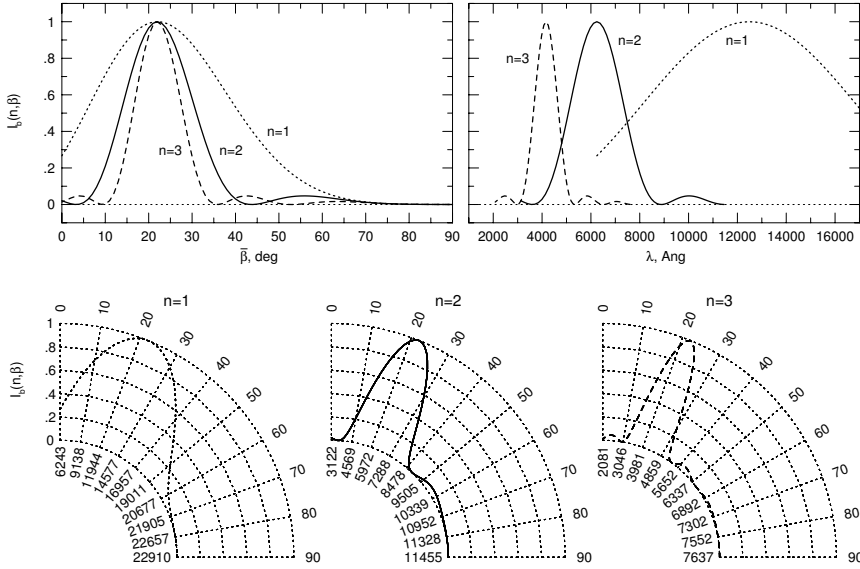 1
.8
.6
.4
.2
0
I_b(n,β)
n=1
n=2
n=3
0 10 20 30 40 50 60 70 80 90
β̄, deg
n=3
n=2
n=1
2000 4000 6000 8000 10000 12000 14000 16000
λ, Ang
n=1
0 10 20 30 40 50 60 70 80 90
1
.8
.6
.4
.2
0
I_b(n,β)
6243
9138
11944
14577
16957
19011
20677
21905
22657
22910
n=2
0 10 20 30 40 50 60 70 80 90
3122
4569
5972
7288
8478
9505
10339
10952
11328
11455
n=3
0 10 20 30 40 50 60 70 80 90
2081
3046
3981
4859
5652
6337
6892
7302
7552
7637